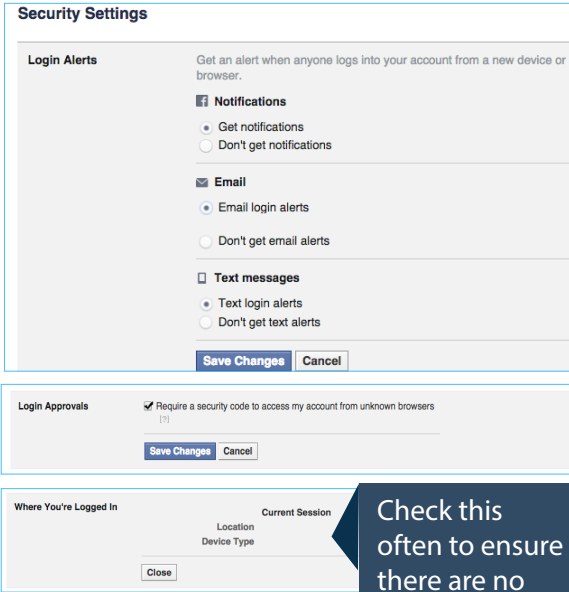 Security Settings
Login Alerts
Get an alert when anyone logs into your account from a new device or
browser.
Notifications
Get notifications
Don't get notifications
Email
Email login alerts
Don't get email alerts
Text messages
Text login alerts
Don't get text alerts
Save Changes Cancel
Login Approvals
Require a security code to access my account from unknown browsers
[?]
Save Changes Cancel
Where You're Logged In
Current Session
Location
Device Type
Close
Check this
often to ensure
there are no